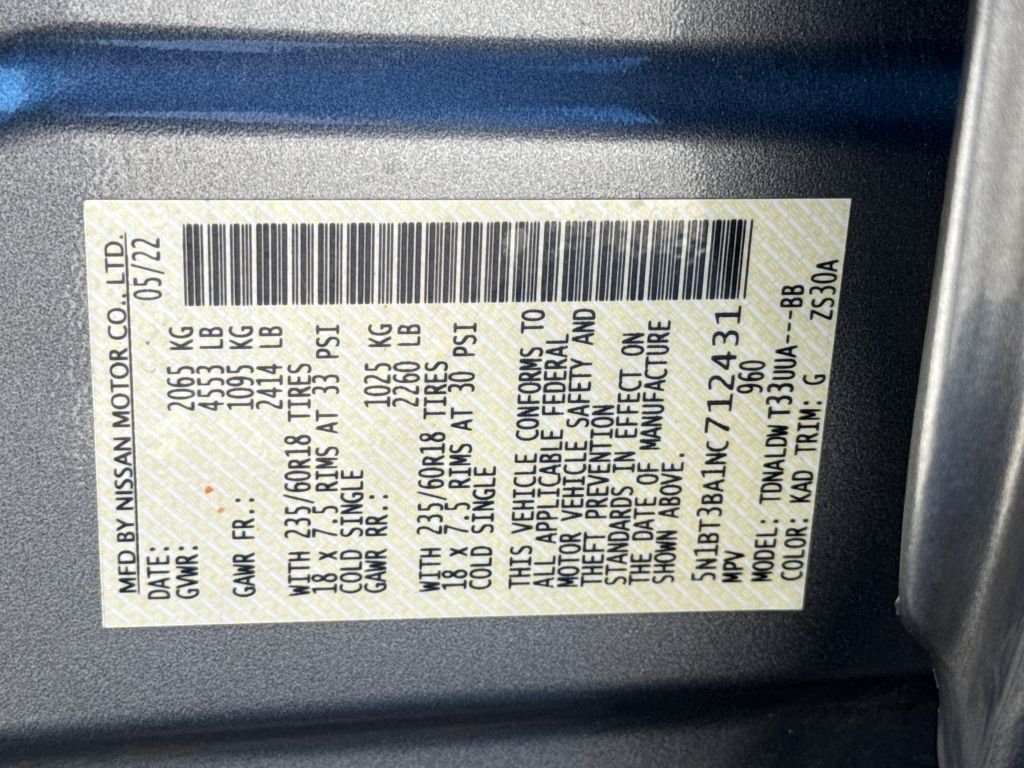 MFD BY NISSAN MOTOR CO., LTD.
DATE: 05/22
GVWR: 2065 KG
4553 LB
GAWR FR.: 1095 KG
2414 LB
WITH 235/60R18 TIRES
18 X 7.5 RIMS AT 33 PSI
COLD SINGLE
GAWR RR.: 1025 KG
2260 LB
WITH 235/60R18 TIRES
18 X 7.5 RIMS AT 30 PSI
COLD SINGLE
THIS VEHICLE CONFORMS TO
ALL APPLICABLE FEDERAL
MOTOR VEHICLE SAFETY AND
THEFT PREVENTION
STANDARDS IN EFFECT ON
THE DATE OF MANUFACTURE
SHOWN ABOVE.
5N1BT3BA1NC712431
MPV 960
MODEL: TDNALDW T33UUA---BB
COLOR: KAD TRIM: G ZS30A